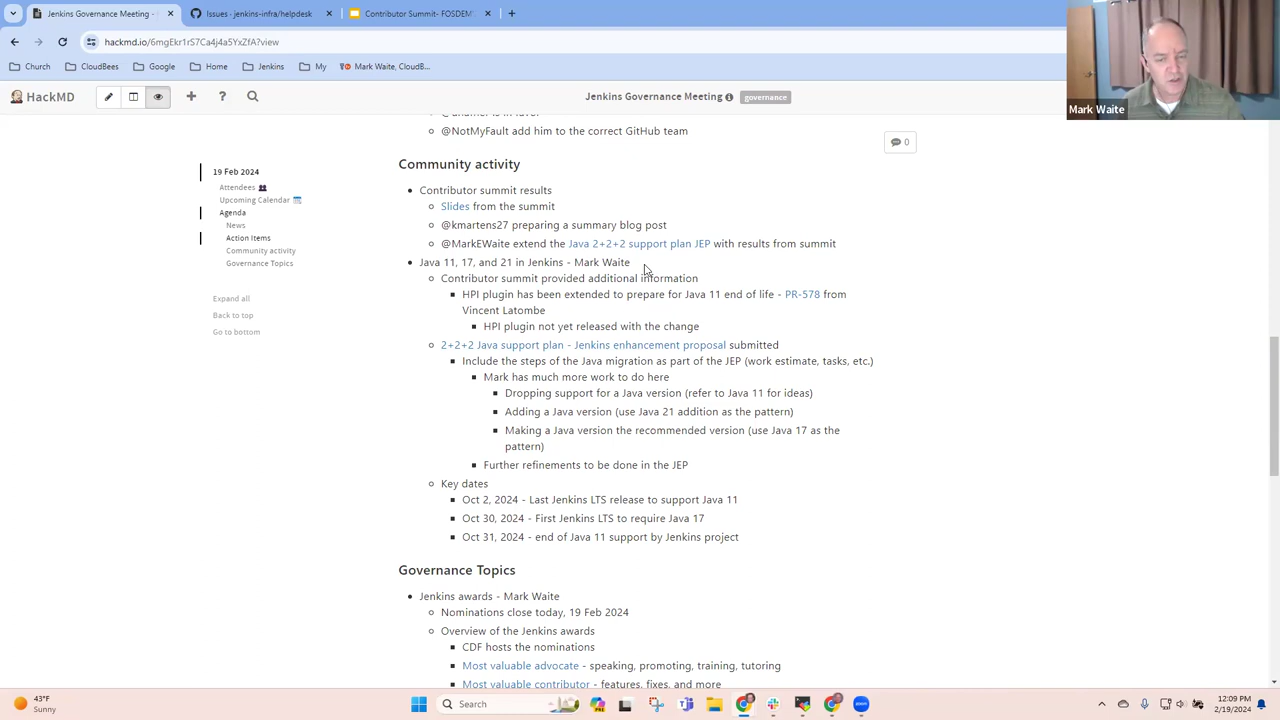 Jenkins Governance Meeting -
Issues - jenkins-infra/helpdesk
Contributor Summit- FOSDEM
hackmd.io/6mgEkr1rS7Ca4j4a5YxZfA?view
Church
CloudBees
Google
Home
Jenkins
My
Mark Waite, CloudB...
HackMD
Jenkins Governance Meeting
governance
Mark Waite
@NotMyFault add him to the correct GitHub team
0
19 Feb 2024
Attendees
Upcoming Calendar
Agenda
News
Action Items
Community activity
Governance Topics
Expand all
Back to top
Go to bottom
Community activity
Contributor summit results
Slides from the summit
@kmartens27 preparing a summary blog post
@MarkEWaite extend the Java 2+2+2 support plan JEP with results from summit
Java 11, 17, and 21 in Jenkins - Mark Waite
Contributor summit provided additional information
HPI plugin has been extended to prepare for Java 11 end of life - PR-578 from
Vincent Latombe
HPI plugin not yet released with the change
2+2+2 Java support plan - Jenkins enhancement proposal submitted
Include the steps of the Java migration as part of the JEP (work estimate, tasks, etc.)
Mark has much more work to do here
Dropping support for a Java version (refer to Java 11 for ideas)
Adding a Java version (use Java 21 addition as the pattern)
Making a Java version the recommended version (use Java 17 as the
pattern)
Further refinements to be done in the JEP
Key dates
Oct 2, 2024 - Last Jenkins LTS release to support Java 11
Oct 30, 2024 - First Jenkins LTS to require Java 17
Oct 31, 2024 - end of Java 11 support by Jenkins project
Governance Topics
Jenkins awards - Mark Waite
Nominations close today, 19 Feb 2024
Overview of the Jenkins awards
CDF hosts the nominations
Most valuable advocate - speaking, promoting, training, tutoring
Most valuable contributor - features, fixes, and more
43°F
Sunny
Search
12:09 PM
2/19/2024